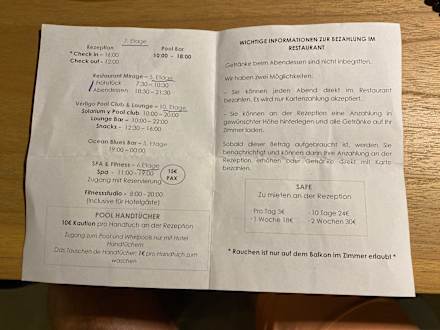 2. Etage
Rezeption
* Check in – 16:00
Check out - 12:00
Pool Bar
10:00 – 18:00
Restaurant Mirage – 5. Etage
Frühstück 7:30 – 10:30
Abendessen 18:30 – 21:30
Vertigo Pool Club & Lounge – 10. Etage
Solarium y Pool club 10:00 – 20:00
Lounge Bar – 10:00 – 22:00
Snacks - 12:30 – 16:00
Ocean Blues Bar – 5. Etage
19:00 – 00:00
SPA & Fitness – 6.Etage
Spa - 11:00 - 19:00
Zugang mit Reservierung
15€
PAX
Fitnessstudio - 8:00 - 20:00
(Inclusive für Hotelgäste)
POOL HANDTÜCHER
10€ Kaution pro Handtuch an der Rezeption
Zugang zum Pool und Whirlpools nur mit Hotel
Handtüchern
Das Tauschen de Handtücher: 1€ pro Handtuch zum
waschen
WICHTIGE INFORMATIONEN ZUR BEZAHLUNG IM
RESTAURANT
Getränke beim Abendessen sind nicht inbegriffen.
Wir haben zwei Möglichkeiten:
- Sie können jeden Abend direkt im Restaurant
bezahlen. Es wird nur Kartenzahlung akzeptiert.
- Sie können an der Rezeption eine Anzahlung in
gewünschter Höhe hinterlegen und alle Getränke auf Ihr
Zimmer laden.
Sobald dieser Betrag aufgebraucht ist, werden Sie
benachrichtigt und können dann Ihre Anzahlung an der
Rezeption erhöhen oder Getränke direkt mit Karte
bezahlen.
SAFE
Zu mieten an der Rezeption
- Pro Tag 3€
- 1 Woche 18€
- 10 Tage 24€
- 2 Wochen 30€
* Rauchen ist nur auf dem Balkon im Zimmer erlaubt *